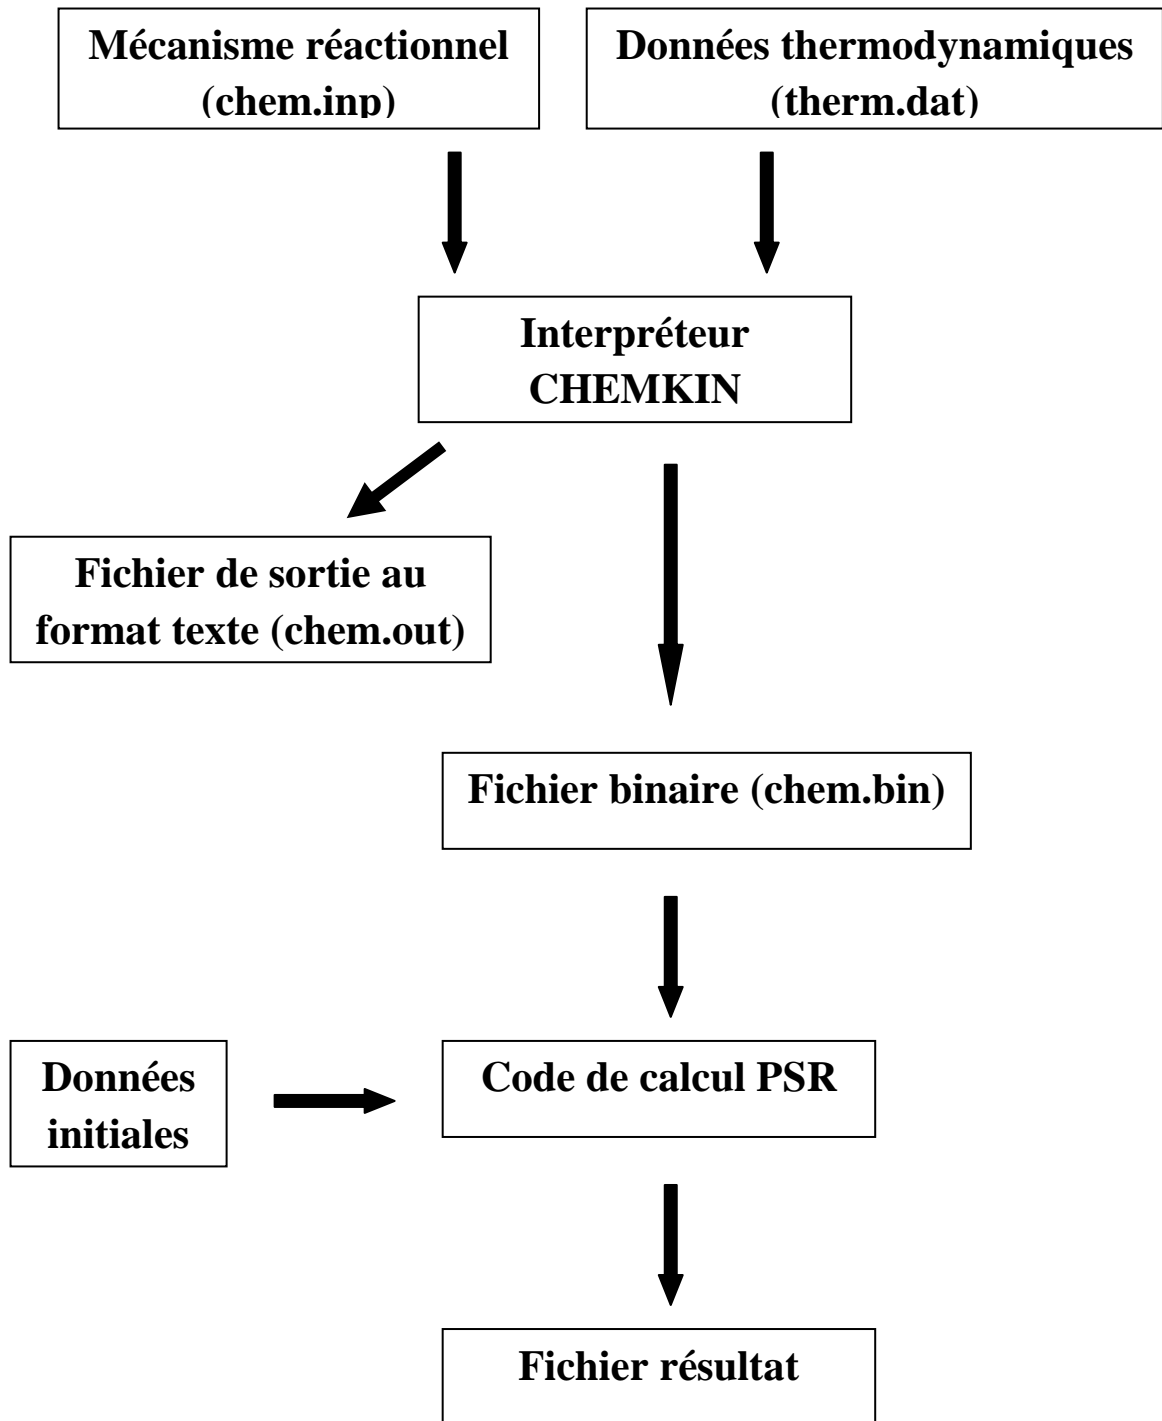 Mécanisme réactionnel
(chem.inp)
Données thermodynamiques
(therm.dat)
Interpréteur
CHEMKIN
Fichier de sortie au
format texte (chem.out)
Fichier binaire (chem.bin)
Données
initiales
Code de calcul PSR
Fichier résultat